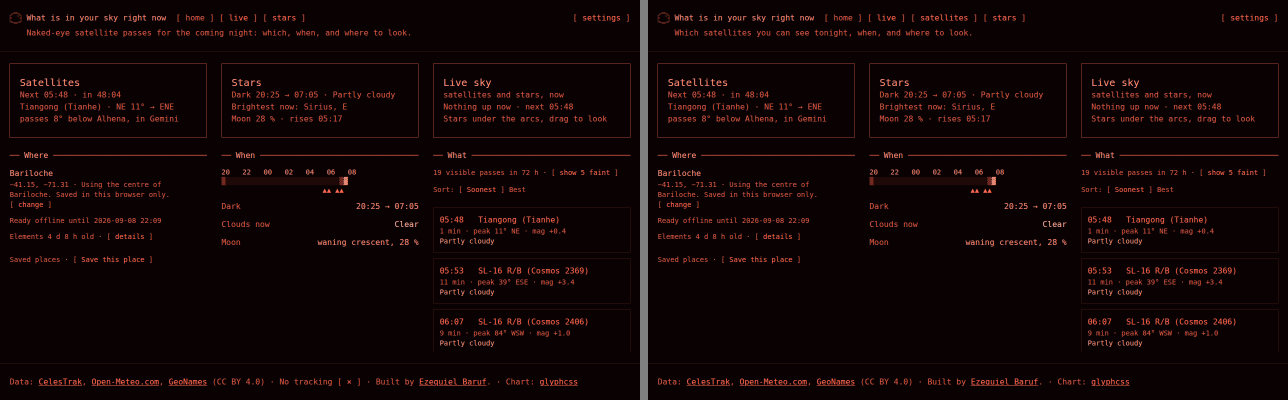 What is in your sky right now [ home ] [ live ] [ stars ] [ settings ]
Naked-eye satellite passes for the coming night: which, when, and where to look.
Satellites
Next 05:48 · in 48:04
Tiangong (Tianhe) · NE 11° → ENE
passes 8° below Alhena, in Gemini
Stars
Dark 20:25 → 07:05 · Partly cloudy
Brightest now: Sirius, E
Moon 28 % · rises 05:17
Live sky
satellites and stars, now
Nothing up now · next 05:48
Stars under the arcs, drag to look
Where
Bariloche
−41.15, −71.31 · Using the centre of
Bariloche. Saved in this browser only.
[ change ]
Ready offline until 2026-09-08 22:09
Elements 4 d 8 h old · [ details ]
Saved places · [ Save this place ]
When
20 22 00 02 04 06 08
▲▲ ▲▲
Dark 20:25 → 07:05
Clouds now Clear
Moon waning crescent, 28 %
What
19 visible passes in 72 h · [ show 5 faint ]
Sort: [ Soonest ] Best
05:48 Tiangong (Tianhe)
1 min · peak 11° NE · mag +0.4
Partly cloudy
05:53 SL-16 R/B (Cosmos 2369)
11 min · peak 39° ESE · mag +3.4
Partly cloudy
06:07 SL-16 R/B (Cosmos 2406)
9 min · peak 84° WSW · mag +1.0
Partly cloudy
Data: CelesTrak, Open-Meteo.com, GeoNames (CC BY 4.0) · No tracking [ × ] · Built by Ezequiel Baruf. · Chart: glyphcss
What is in your sky right now [ home ] [ live ] [ satellites ] [ stars ] [ settings ]
Which satellites you can see tonight, when, and where to look.
Satellites
Next 05:48 · in 48:04
Tiangong (Tianhe) · NE 11° → ENE
passes 8° below Alhena, in Gemini
Stars
Dark 20:25 → 07:05 · Partly cloudy
Brightest now: Sirius, E
Moon 28 % · rises 05:17
Live sky
satellites and stars, now
Nothing up now · next 05:48
Stars under the arcs, drag to look
Where
Bariloche
−41.15, −71.31 · Using the centre of
Bariloche. Saved in this browser only.
[ change ]
Ready offline until 2026-09-08 22:09
Elements 4 d 8 h old · [ details ]
Saved places · [ Save this place ]
When
20 22 00 02 04 06 08
▲▲ ▲▲
Dark 20:25 → 07:05
Clouds now Clear
Moon waning crescent, 28 %
What
19 visible passes in 72 h · [ show 5 faint ]
Sort: [ Soonest ] Best
05:48 Tiangong (Tianhe)
1 min · peak 11° NE · mag +0.4
Partly cloudy
05:53 SL-16 R/B (Cosmos 2369)
11 min · peak 39° ESE · mag +3.4
Partly cloudy
06:07 SL-16 R/B (Cosmos 2406)
9 min · peak 84° WSW · mag +1.0
Partly cloudy
Data: CelesTrak, Open-Meteo.com, GeoNames (CC BY 4.0) · Built by Ezequiel Baruf. · Chart: glyphcss